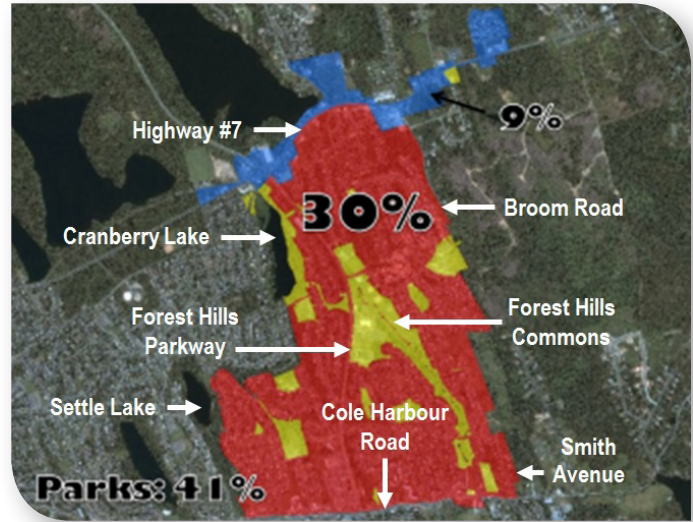 9%
Highway #7
30%
Broom Road
Cranberry Lake
Forest Hills
Parkway
Forest Hills
Commons
Settle Lake
Cole Harbour
Road
Smith
Avenue
Parks: 41%